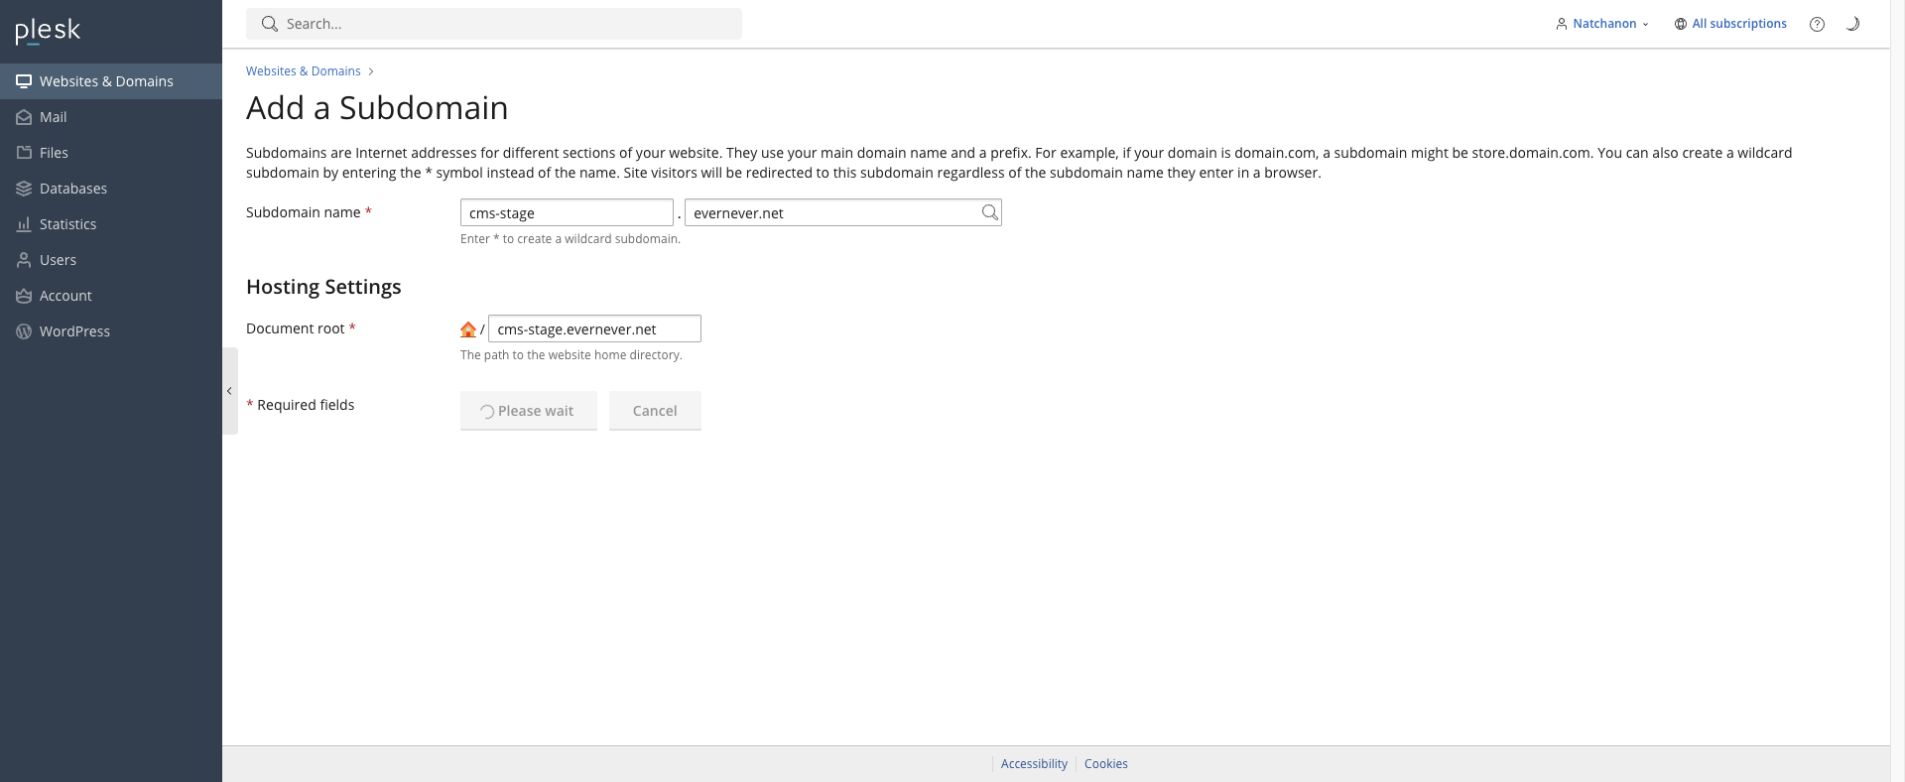 plesk
Search...
Natchanon
All subscriptions
Websites & Domains
Mail
Files
Databases
Statistics
Users
Account
WordPress
Websites & Domains >
Add a Subdomain
Subdomains are Internet addresses for different sections of your website. They use your main domain name and a prefix. For example, if your domain is domain.com, a subdomain might be store.domain.com. You can also create a wildcard
subdomain by entering the * symbol instead of the name. Site visitors will be redirected to this subdomain regardless of the subdomain name they enter in a browser.
Subdomain name * cms-stage . evernever.net
Enter * to create a wildcard subdomain.
Hosting Settings
Document root * / cms-stage.evernever.net
The path to the website home directory.
* Required fields Please wait Cancel
Accessibility Cookies